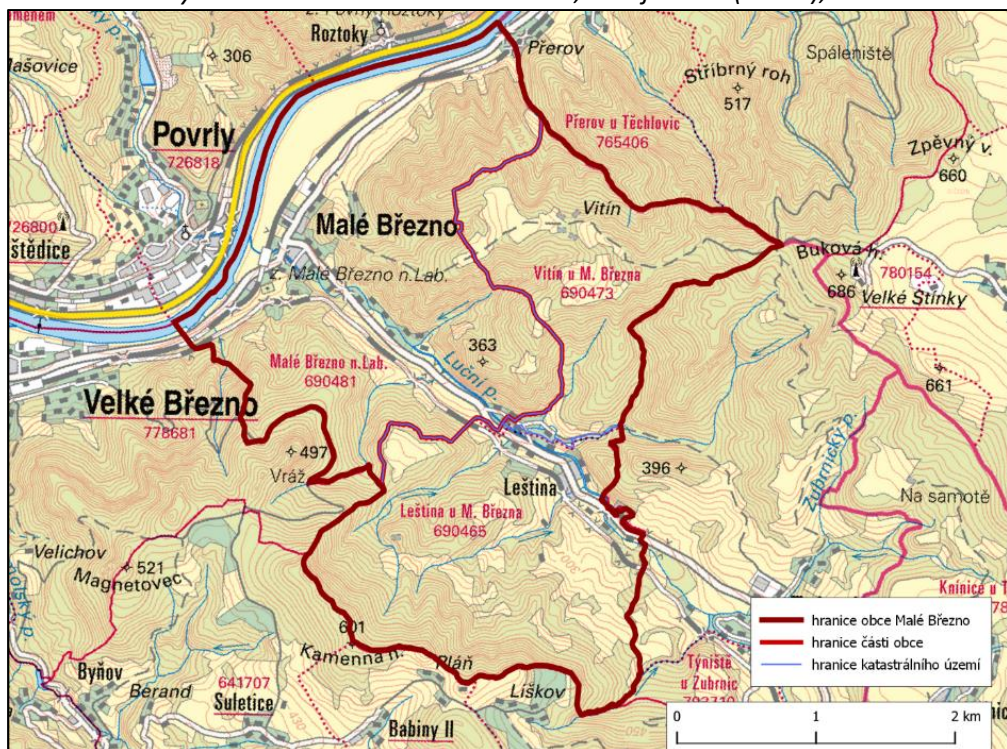 Roztoky
Přerov
306
Spáleniště
Stříbrný roh
517
Povrly
726818
Přerov u Těchlovic
765406
Zpěvný v.
660
726800
Malé Březno
Vitín
z. Malé Březno n.Lab.
Vitín u M. Března
690473
Buková h.
686
780154
Velké Stínky
363
Malé Březno n.Lab.
690481
Luční p.
661
Velké Březno
778681
497
Vráž
396
Zubrnický p.
Leština
Leština u M. Března
690465
Na samotě
Velichov
521
Magnetovec
601
Kamenná h.
Pláň
Byňov
Berand
641707
Suletice
Liškov
Týniště
u Zubrnic
Babiny II
hranice obce Malé Březno
hranice části obce
hranice katastrálního území
0 1 2 km